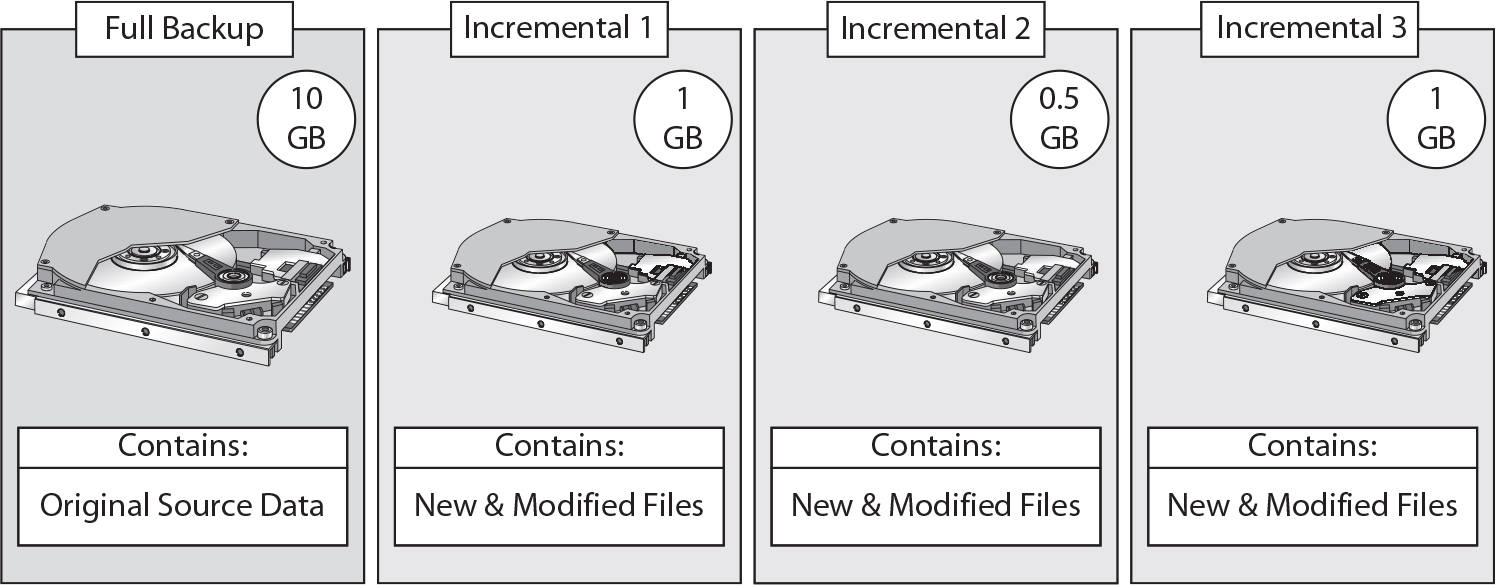 Full Backup
10
GB
Contains:
Original Source Data
Incremental 1
1
GB
Contains:
New & Modified Files
Incremental 2
0.5
GB
Contains:
New & Modified Files
Incremental 3
1
GB
Contains:
New & Modified Files